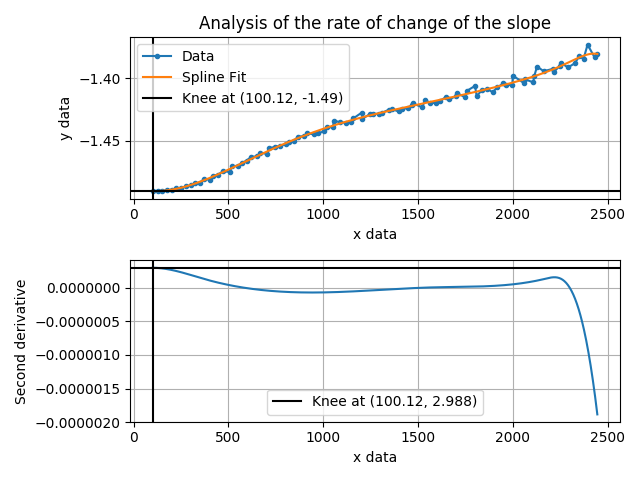 Analysis of the rate of change of the slope
Data
Spline Fit
Knee at (100.12, -1.49)
y data
−1.40
−1.45
0 500 1000 1500 2000 2500
x data
Second derivative
0.0000000
−0.0000005
−0.0000010
−0.0000015
−0.0000020
Knee at (100.12, 2.988)
0 500 1000 1500 2000 2500
x data